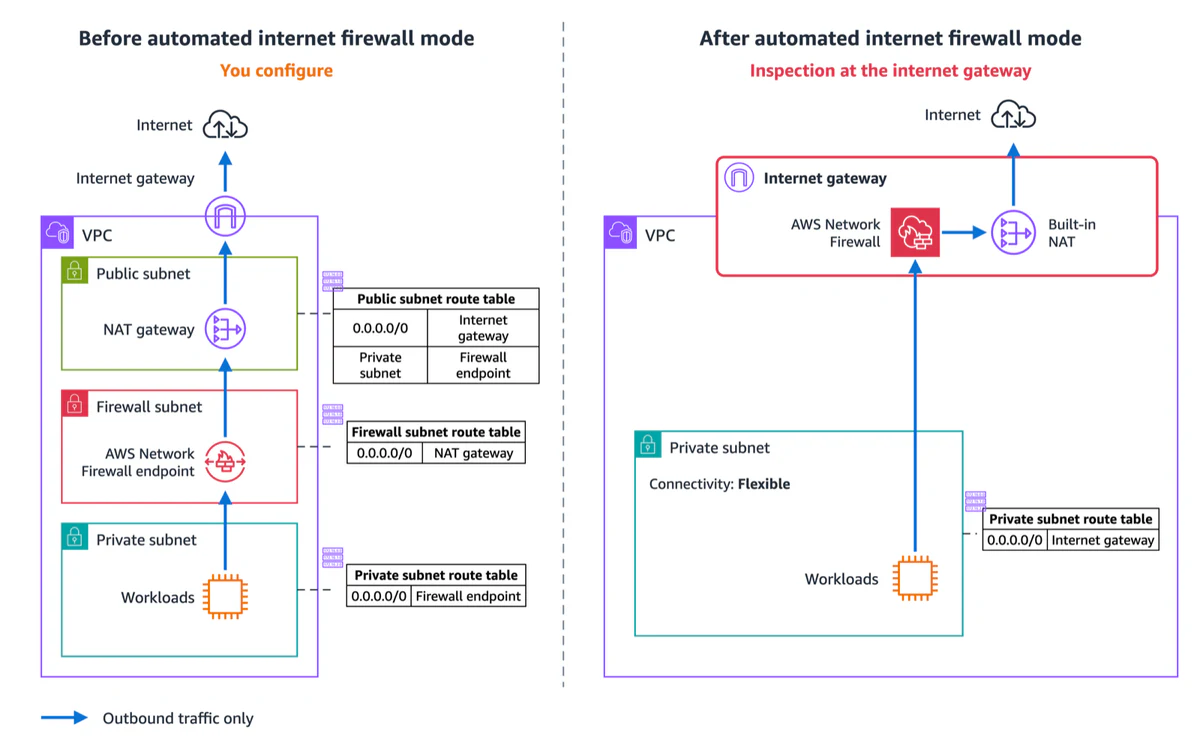 Before automated internet firewall mode
You configure
Internet
Internet gateway
VPC
Public subnet
NAT gateway
Public subnet route table
0.0.0.0/0
Internet
gateway
Private
subnet
Firewall
endpoint
Firewall subnet
AWS Network
Firewall endpoint
Firewall subnet route table
0.0.0.0/0
NAT gateway
Private subnet
Workloads
Private subnet route table
0.0.0.0/0
Firewall endpoint
Outbound traffic only
After automated internet firewall mode
Inspection at the internet gateway
Internet
Internet gateway
AWS Network
Firewall
Built-in
NAT
VPC
Private subnet
Connectivity: Flexible
Workloads
Private subnet route table
0.0.0.0/0
Internet gateway